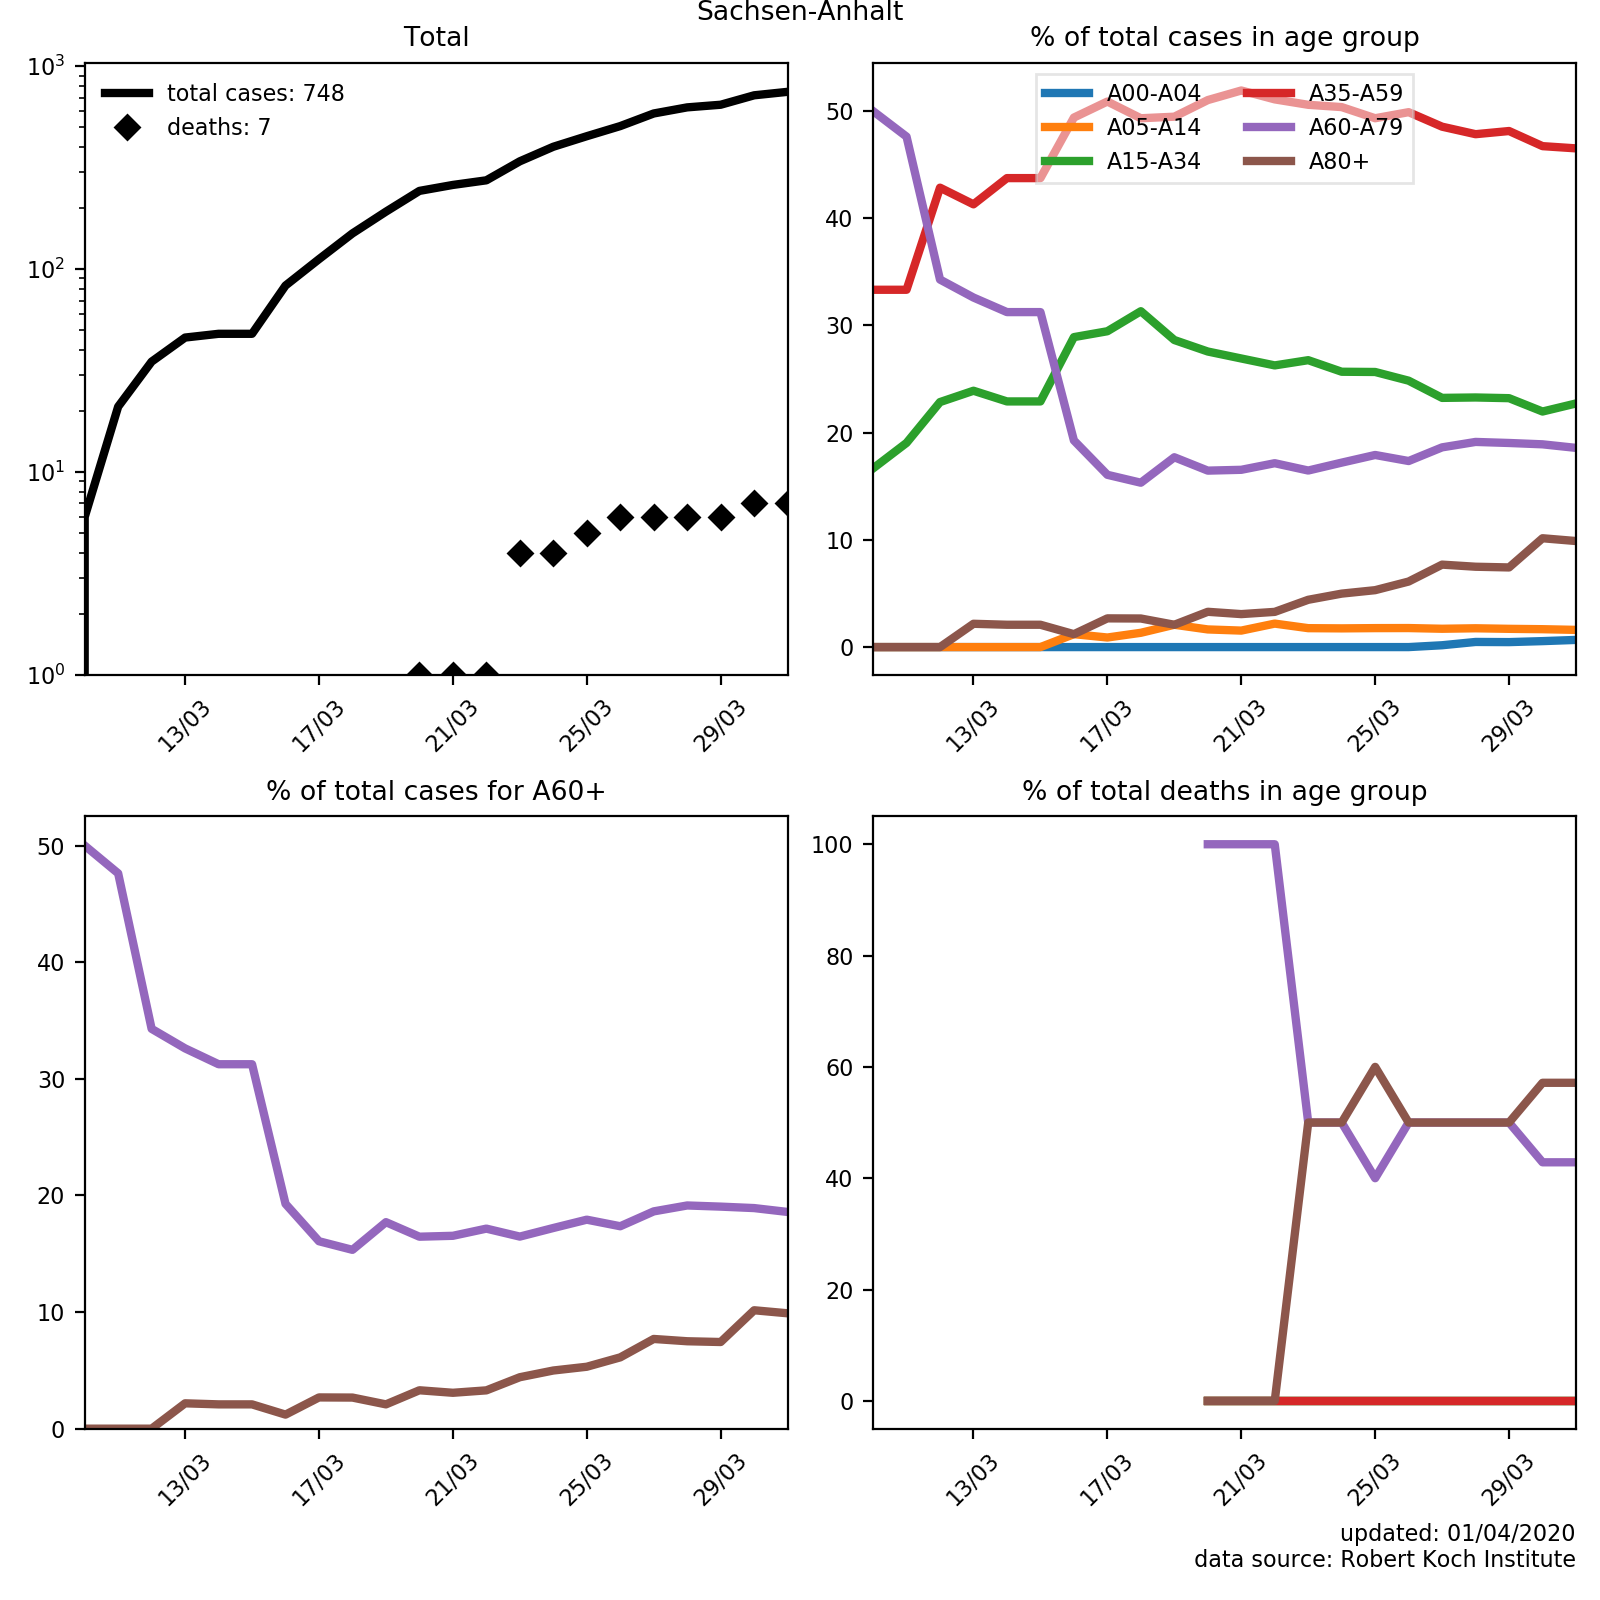 Sachsen-Anhalt
Total
10³
10²
10¹
10⁰
total cases: 748
deaths: 7
13/03
17/03
21/03
25/03
29/03
% of total cases in age group
50
40
30
20
10
0
A00-A04
A05-A14
A15-A34
A35-A59
A60-A79
A80+
13/03
17/03
21/03
25/03
29/03
% of total cases for A60+
50
40
30
20
10
0
13/03
17/03
21/03
25/03
29/03
% of total deaths in age group
100
80
60
40
20
0
13/03
17/03
21/03
25/03
29/03
updated: 01/04/2020
data source: Robert Koch Institute